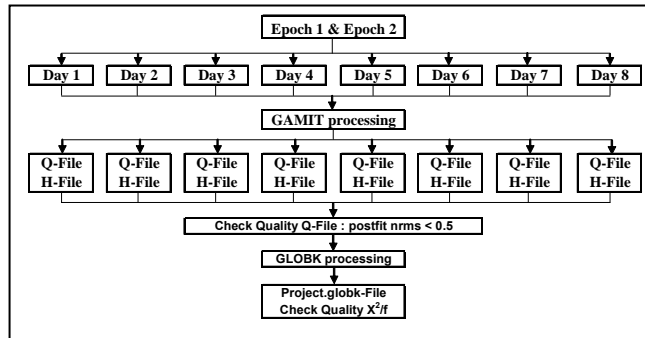 Epoch 1 & Epoch 2
Day 1 Day 2 Day 3 Day 4 Day 5 Day 6 Day 7 Day 8
GAMIT processing
Q-File Q-File Q-File Q-File Q-File Q-File Q-File Q-File
H-File H-File H-File H-File H-File H-File H-File H-File
Check Quality Q-File : postfit nrms < 0.5
GLOBK processing
Project.globk-File
Check Quality X²/f